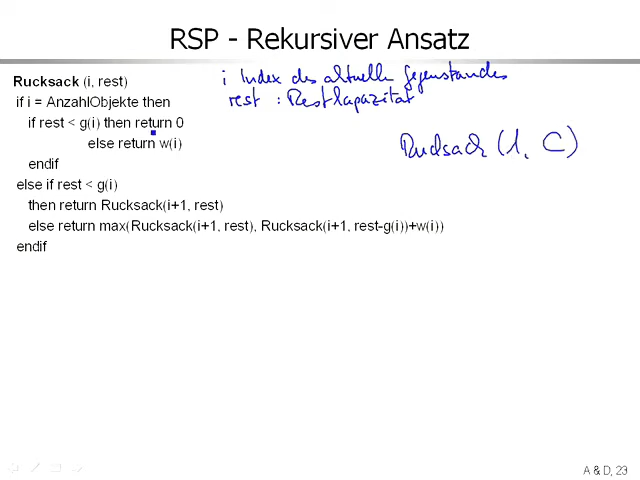 RSP - Rekursiver Ansatz
Rucksack (i, rest)
i Index des aktuelle Gegenstandes
if i = AnzahlObjekte then
rest : Restkapazität
if rest < g(i) then return 0
else return w(i)
Rucksack (1, C)
endif
else if rest < g(i)
then return Rucksack(i+1, rest)
else return max(Rucksack(i+1, rest), Rucksack(i+1, rest-g(i))+w(i))
endif
A & D, 23